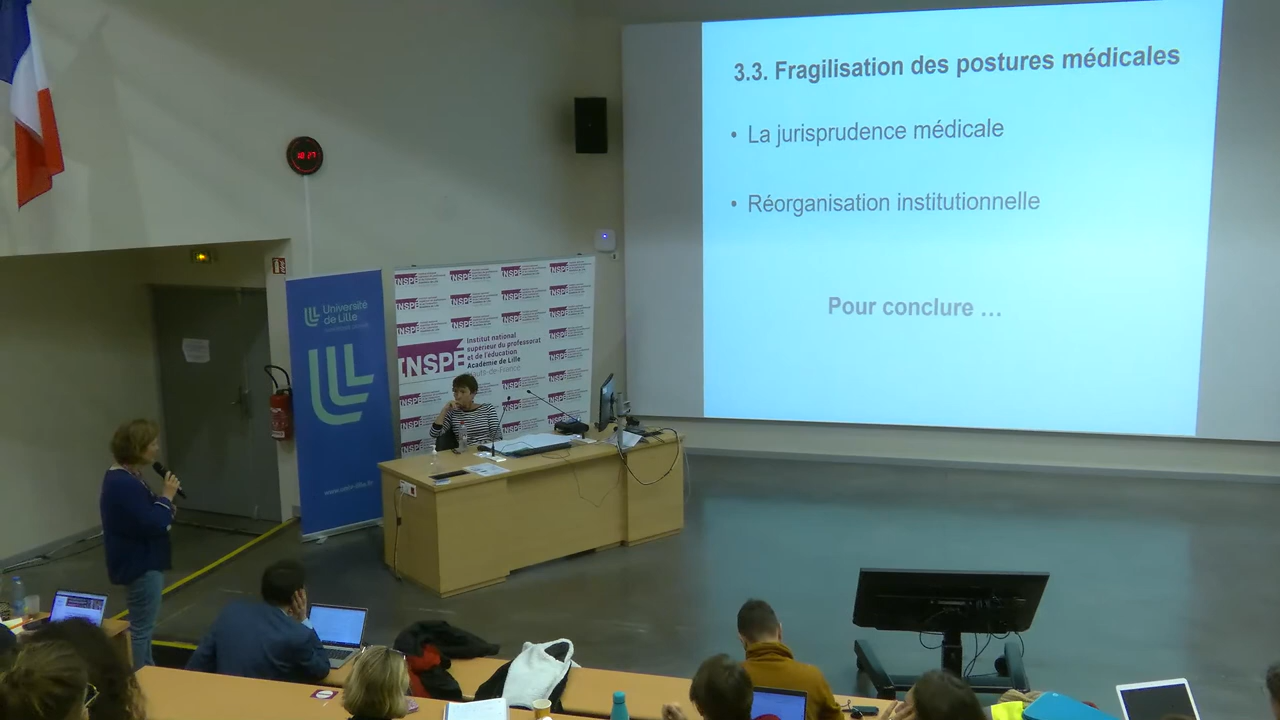 3.3. Fragilisation des postures médicales
• La jurisprudence médicale
• Réorganisation institutionnelle
Pour conclure ...
Université
de Lille
INSPÉ
Institut national
supérieur du professorat
et de l'éducation
Académie de Lille
Hauts-de-France